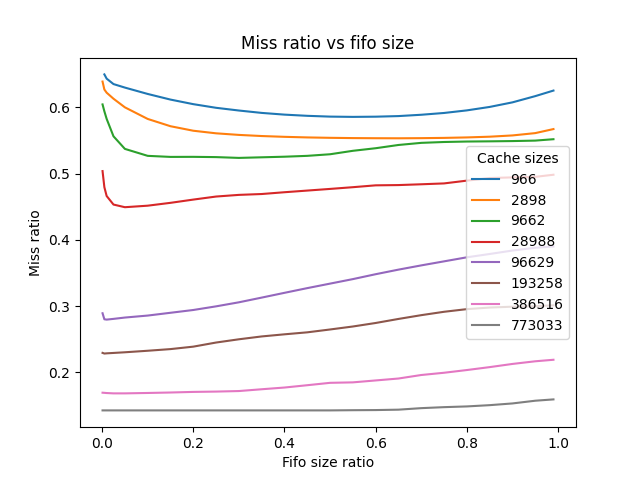 Miss ratio vs fifo size
Miss ratio
0.6
0.5
0.4
0.3
0.2
Cache sizes
966
2898
9662
28988
96629
193258
386516
773033
0.0 0.2 0.4 0.6 0.8 1.0
Fifo size ratio